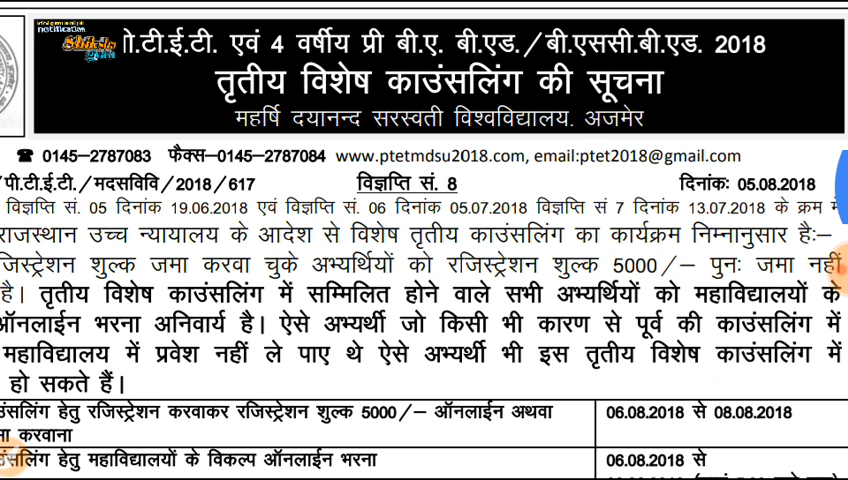 notification
ो.टी.ई.टी. एवं 4 वर्षीय प्री बी.ए. बी.एड./बी.एससी.बी.एड. 2018
तृतीय विशेष काउंसलिंग की सूचना
महर्षि दयानन्द सरस्वती विश्वविद्यालय, अजमेर
☎ 0145–2787083 फैक्स–0145–2787084 www.ptetmdsu2018.com, email:ptet2018@gmail.com
/पी.टी.ई.टी./मदसविवि/2018/617 विज्ञप्ति सं. 8 दिनांकः 05.08.2018
विज्ञप्ति सं. 05 दिनांक 19.06.2018 एवं विज्ञप्ति सं. 06 दिनांक 05.07.2018 विज्ञप्ति सं 7 दिनांक 13.07.2018 के क्रम में
राजस्थान उच्च न्यायालय के आदेश से विशेष तृतीय काउंसलिंग का कार्यक्रम निम्नानुसार हैः–
जिस्ट्रेशन शुल्क जमा करवा चुके अभ्यर्थियों को रजिस्ट्रेशन शुल्क 5000/– पुनः जमा नहीं
है। तृतीय विशेष काउंसलिंग में सम्मिलित होने वाले सभी अभ्यर्थियों को महाविद्यालयों के
ऑनलाईन भरना अनिवार्य है। ऐसे अभ्यर्थी जो किसी भी कारण से पूर्व की काउंसलिंग में
महाविद्यालय में प्रवेश नहीं ले पाए थे ऐसे अभ्यर्थी भी इस तृतीय विशेष काउंसलिंग में
हो सकते हैं।
उंसलिंग हेतु रजिस्ट्रेशन करवाकर रजिस्ट्रेशन शुल्क 5000/– ऑनलाईन अथवा 06.08.2018 से 08.08.2018
मा करवाना
उंसलिंग हेतु महाविद्यालयों के विकल्प ऑनलाईन भरना 06.08.2018 से